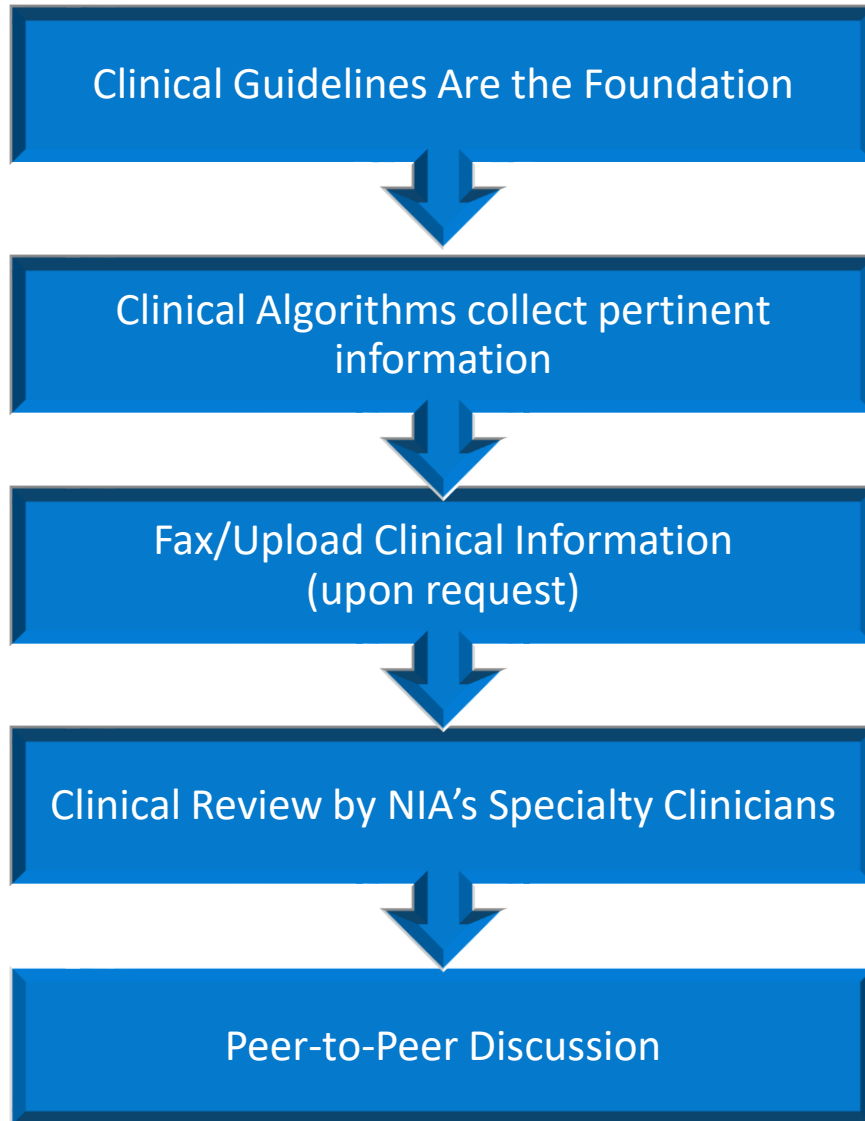 Clinical Guidelines Are the Foundation
Clinical Algorithms collect pertinent
information
Fax/Upload Clinical Information
(upon request)
Clinical Review by NIA’s Specialty Clinicians
Peer-to-Peer Discussion